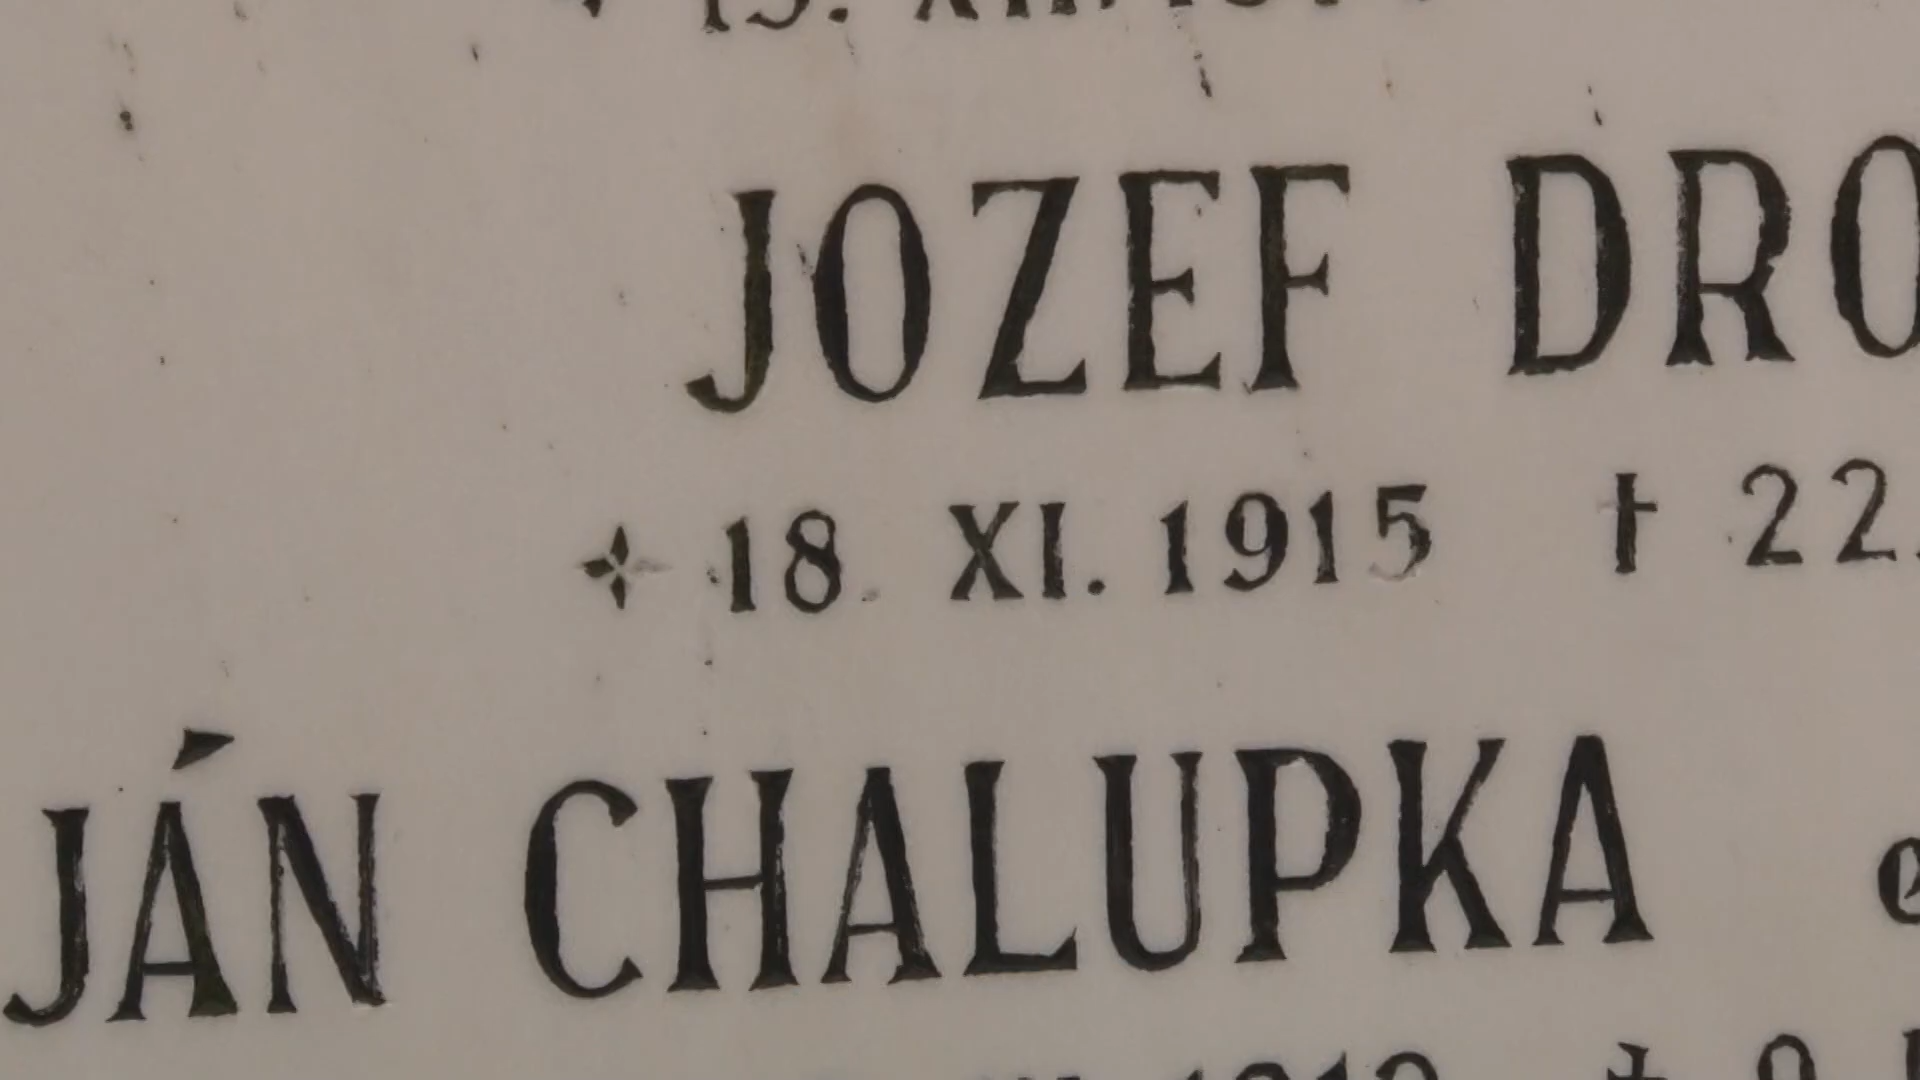 JOZEF DRO
18. XI. 1915 † 22.
JÁN CHALUPKA